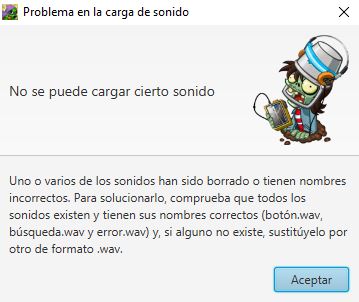 Problema en la carga de sonido
No se puede cargar cierto sonido
Uno o varios de los sonidos han sido borrado o tienen nombres
incorrectos. Para solucionarlo, comprueba que todos los
sonidos existen y tienen sus nombres correctos (botón.wav,
búsqueda.wav y error.wav) y, si alguno no existe, sustitúyelo por
otro de formato .wav.
Aceptar